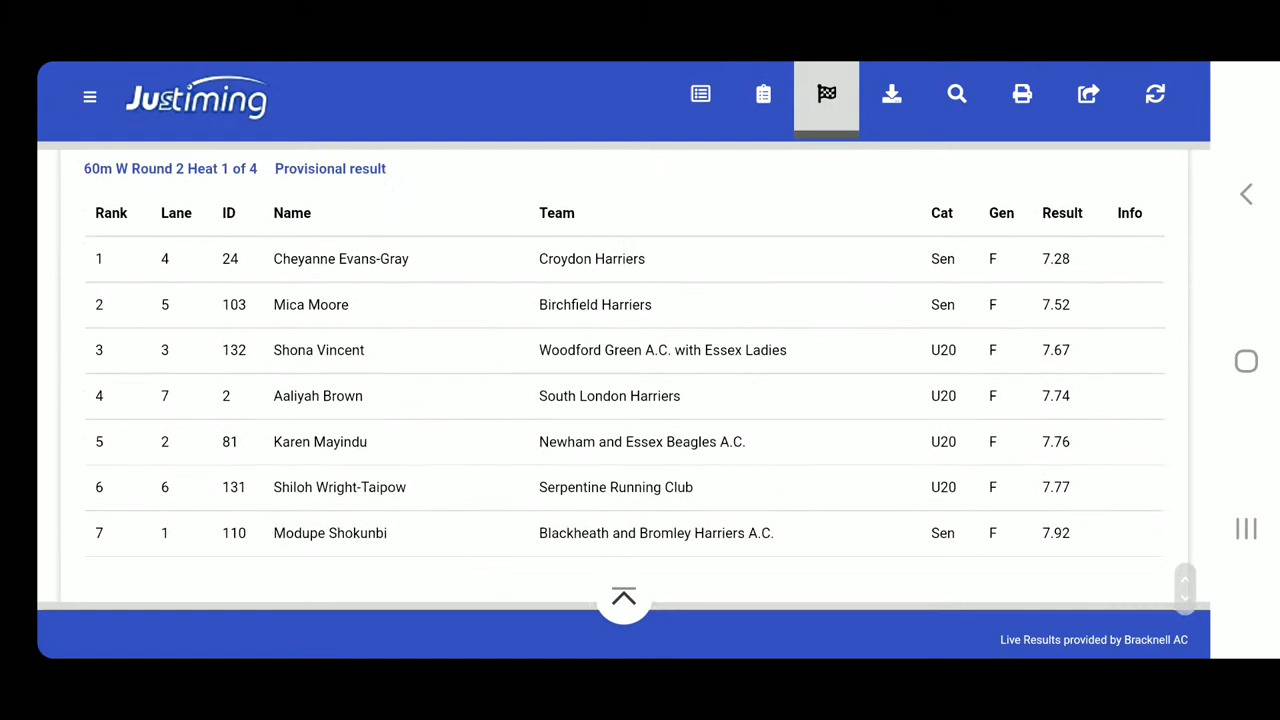 Justiming
60m W Round 2 Heat 1 of 4 Provisional result
Rank Lane ID Name Team Cat Gen Result Info
1 4 24 Cheyanne Evans-Gray Croydon Harriers Sen F 7.28
2 5 103 Mica Moore Birchfield Harriers Sen F 7.52
3 3 132 Shona Vincent Woodford Green A.C. with Essex Ladies U20 F 7.67
4 7 2 Aaliyah Brown South London Harriers U20 F 7.74
5 2 81 Karen Mayindu Newham and Essex Beagles A.C. U20 F 7.76
6 6 131 Shiloh Wright-Taipow Serpentine Running Club U20 F 7.77
7 1 110 Modupe Shokunbi Blackheath and Bromley Harriers A.C. Sen F 7.92
Live Results provided by Bracknell AC